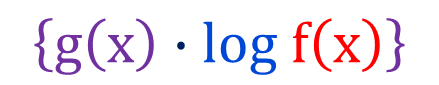 {g(x) · log f(x)}